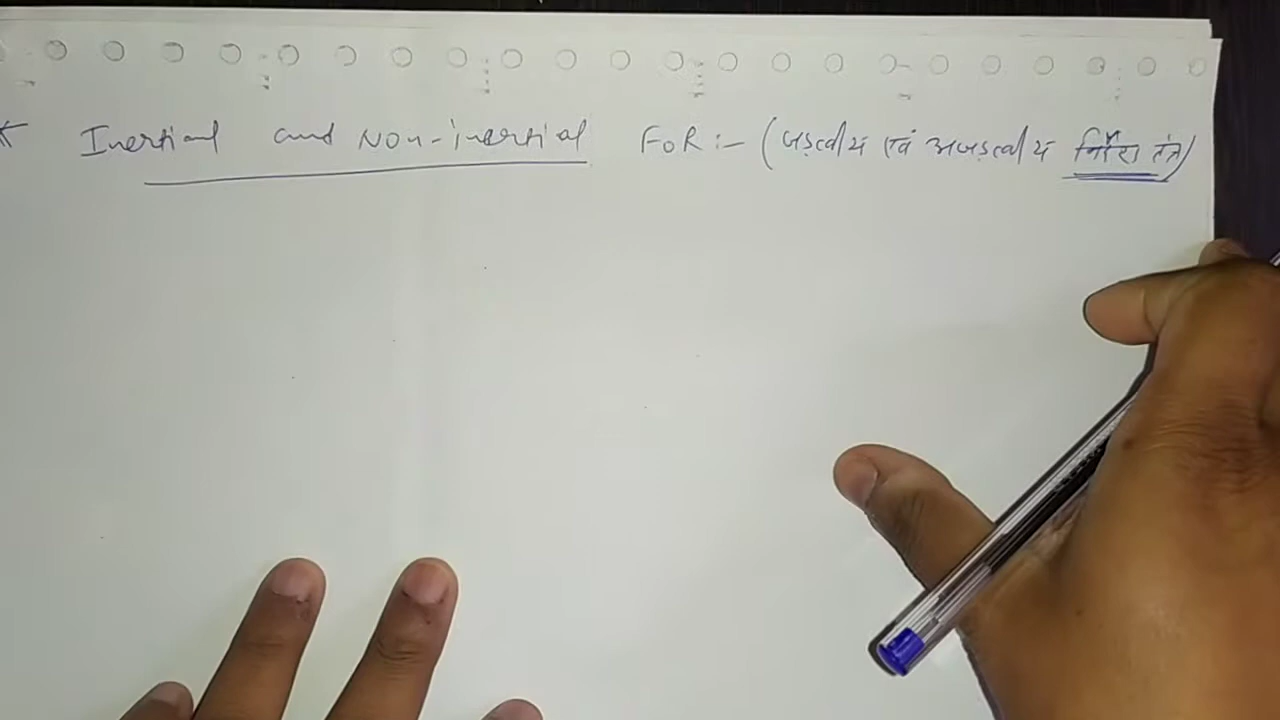 * Inertial and Non-inertial FoR :- (जड़त्वीय एवं अजड़त्वीय निर्देश तंत्र)